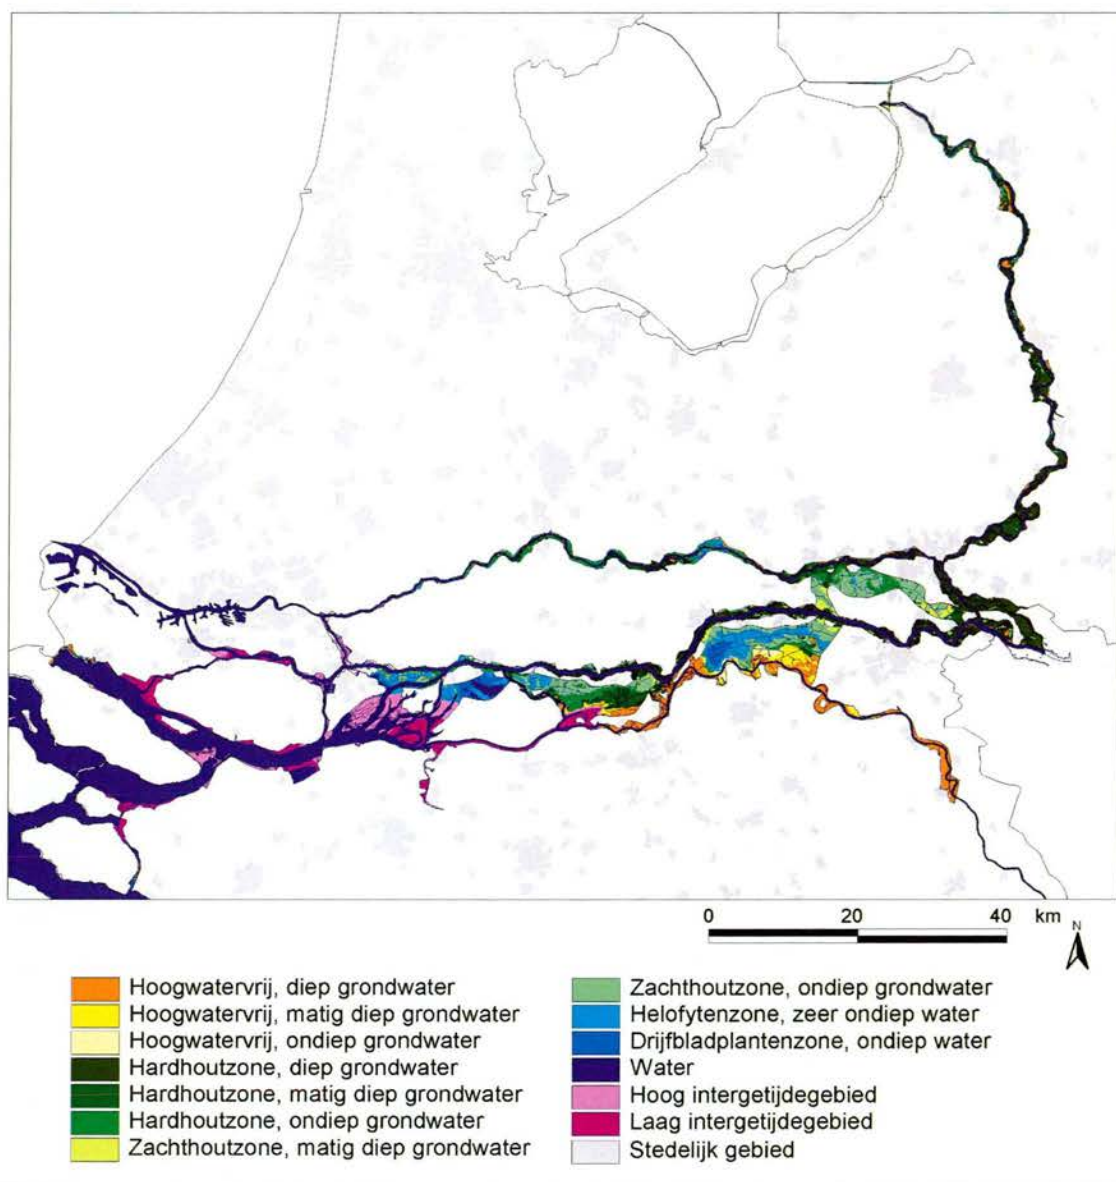 0 20 40 km
N
Hoogwatervrij, diep grondwater
Hoogwatervrij, matig diep grondwater
Hoogwatervrij, ondiep grondwater
Hardhoutzone, diep grondwater
Hardhoutzone, matig diep grondwater
Hardhoutzone, ondiep grondwater
Zachthoutzone, matig diep grondwater
Zachthoutzone, ondiep grondwater
Helofytenzone, zeer ondiep water
Drijfbladplantenzone, ondiep water
Water
Hoog intergetijdegebied
Laag intergetijdegebied
Stedelijk gebied